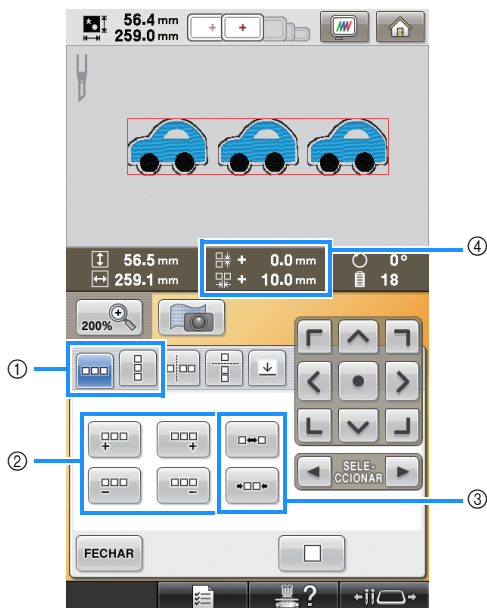 56.4 mm
259.0 mm
④
56.5 mm + 0.0 mm 0°
259.1 mm + 10.0 mm 18
200%
①
②
SELE-
CCIONAR
③
FECHAR
?